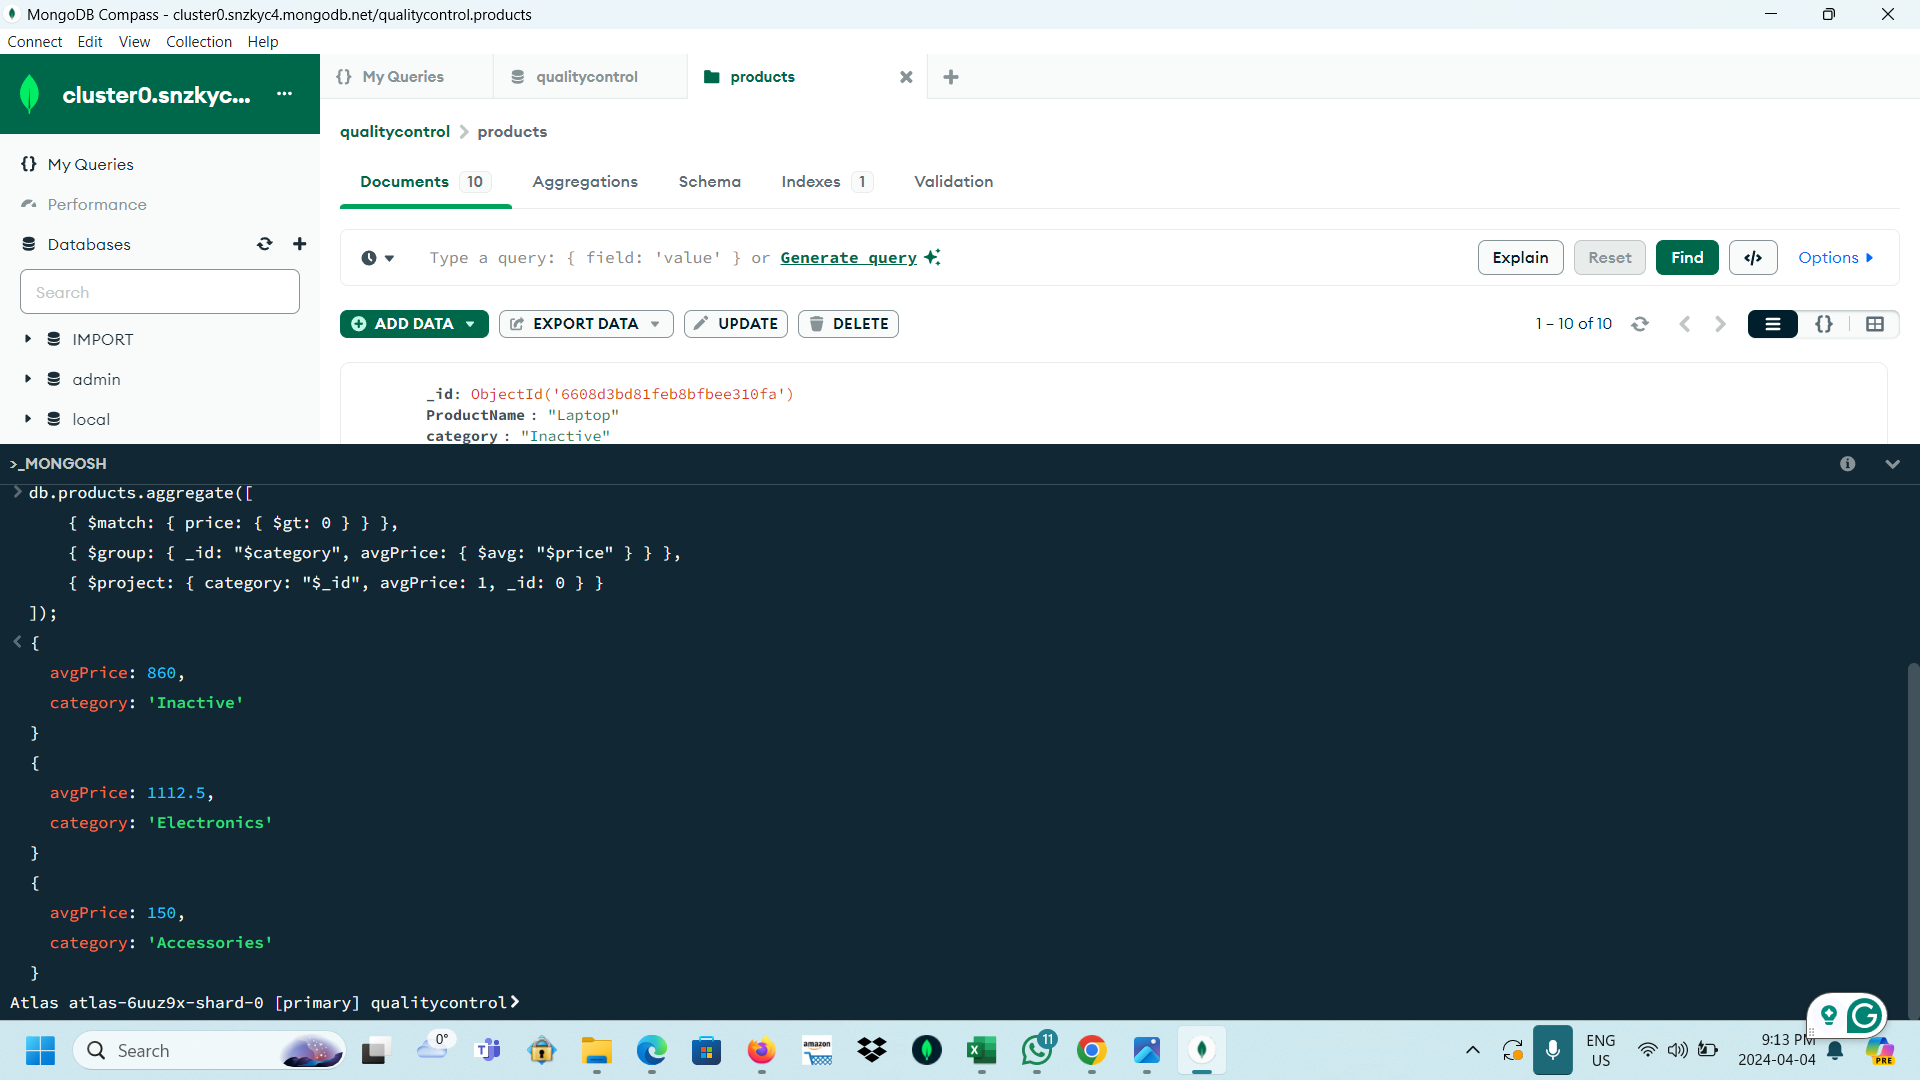 MongoDB Compass - cluster0.snzkyc4.mongodb.net/qualitycontrol.products
Connect Edit View Collection Help
cluster0.snzkyc... ...
{} My Queries
qualitycontrol
products
qualitycontrol > products
My Queries
Performance
Databases
Search
IMPORT
admin
local
Documents 10 Aggregations Schema Indexes 1 Validation
Type a query: { field: 'value' } or Generate query
Explain Reset Find </> Options
ADD DATA EXPORT DATA UPDATE DELETE
1 – 10 of 10
{}
_id: ObjectId('6608d3bd81feb8bfbee310fa')
ProductName : "Laptop"
category : "Inactive"
>_MONGOSH
> db.products.aggregate([
{ $match: { price: { $gt: 0 } } },
{ $group: { _id: "$category", avgPrice: { $avg: "$price" } } },
{ $project: { category: "$_id", avgPrice: 1, _id: 0 } }
]);
< {
avgPrice: 860,
category: 'Inactive'
}
{
avgPrice: 1112.5,
category: 'Electronics'
}
{
avgPrice: 150,
category: 'Accessories'
}
Atlas atlas-6uuz9x-shard-0 [primary] qualitycontrol>
Search
0°
amazon
11
ENG
US
9:13 PM
2024-04-04
PRE